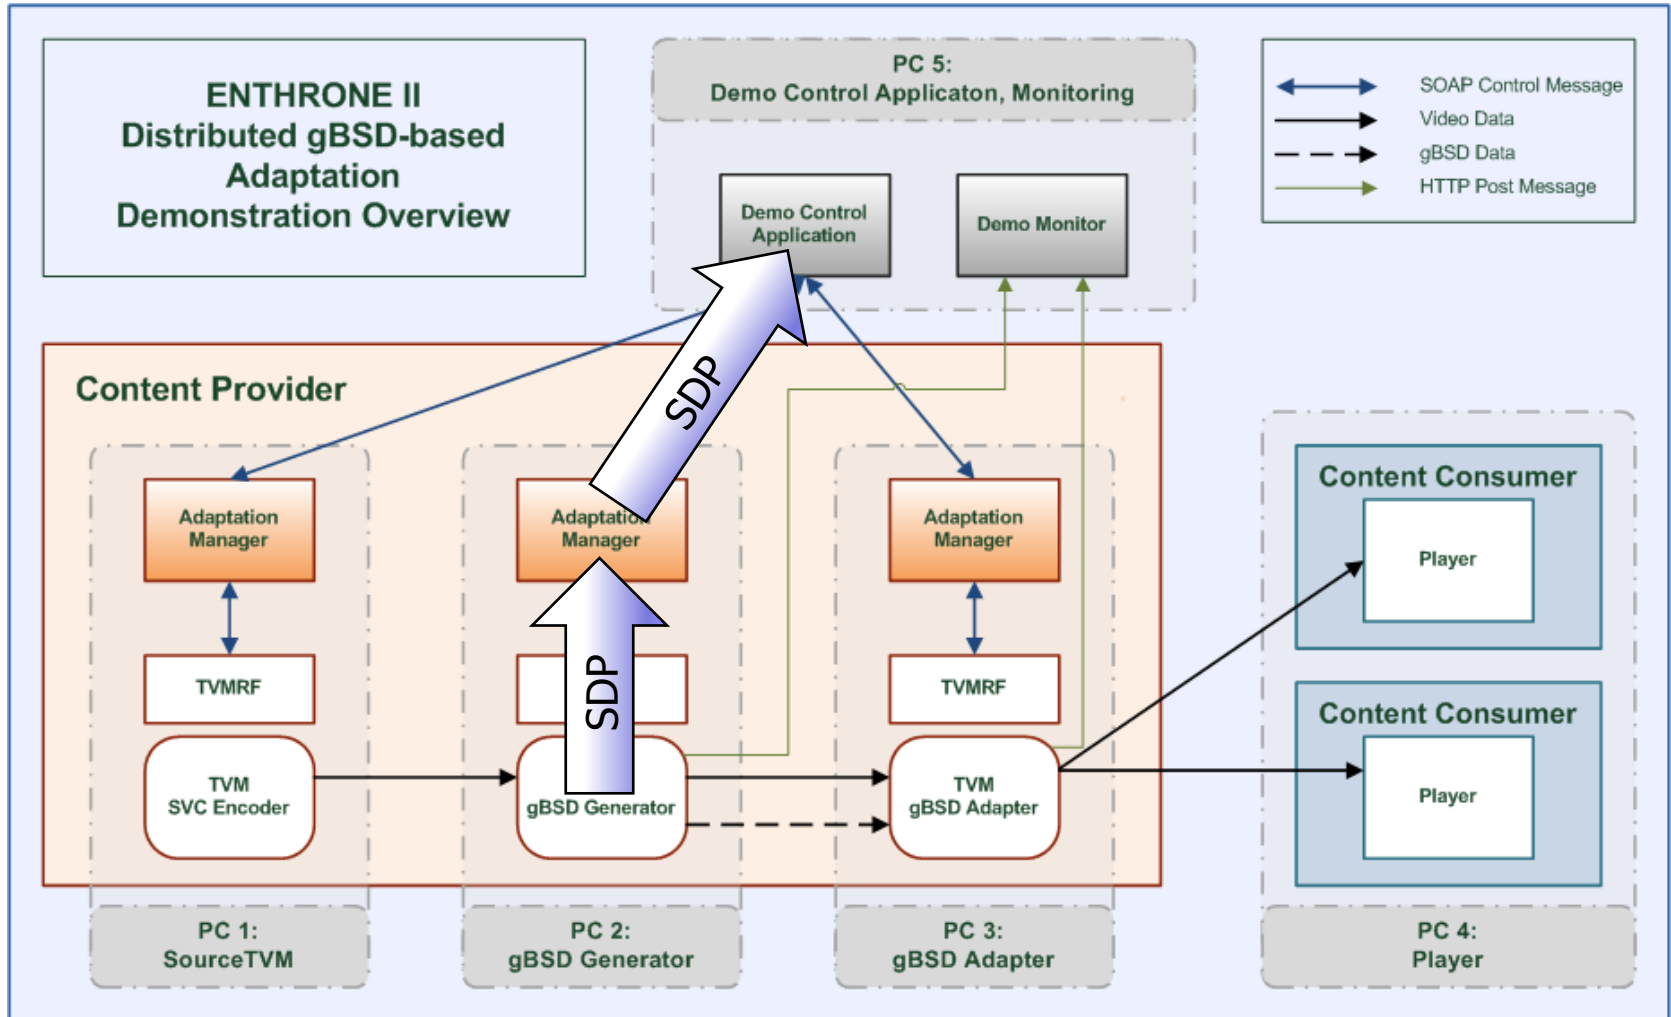 ENTHRONE II
Distributed gBSD-based
Adaptation
Demonstration Overview
PC 5:
Demo Control Applicaton, Monitoring
SOAP Control Message
Video Data
gBSD Data
HTTP Post Message
Demo Control
Application
Demo Monitor
SDP
Content Provider
Adaptation
Manager
Adaptation
Manager
Adaptation
Manager
Content Consumer
Player
TVMRF
SDP
TVMRF
Content Consumer
Player
TVM
SVC Encoder
gBSD Generator
TVM
gBSD Adapter
PC 1:
SourceTVM
PC 2:
gBSD Generator
PC 3:
gBSD Adapter
PC 4:
Player